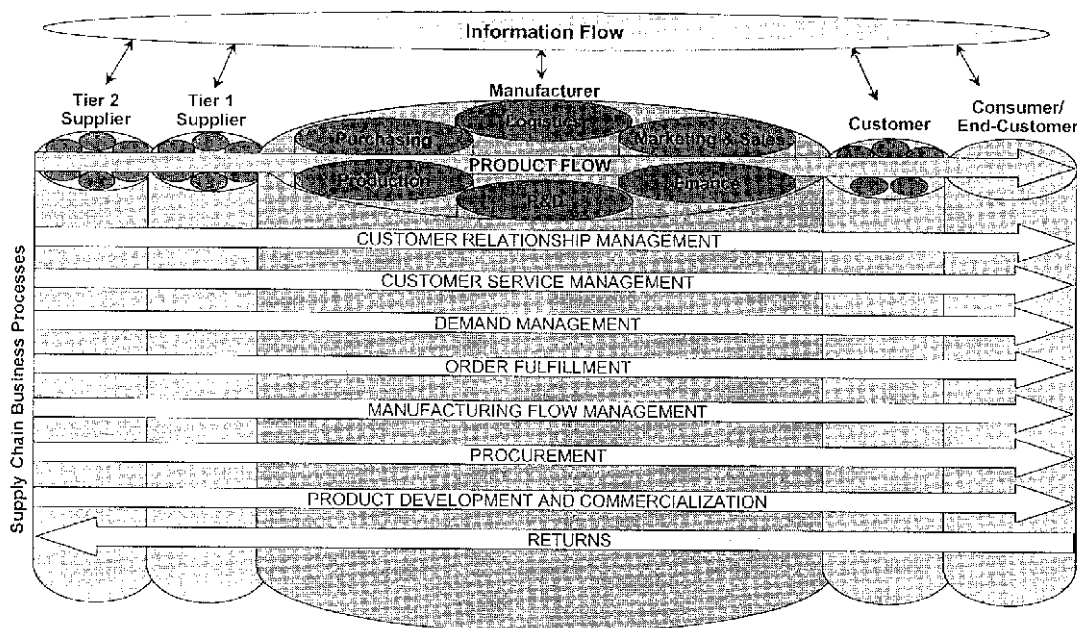 Information Flow
Tier 2
Supplier
Tier 1
Supplier
Manufacturer
Customer
Consumer/
End-Customer
Logistics
Purchasing
Marketing & Sales
PRODUCT FLOW
Production
Finance
R&D
Supply Chain Business Processes
CUSTOMER RELATIONSHIP MANAGEMENT
CUSTOMER SERVICE MANAGEMENT
DEMAND MANAGEMENT
ORDER FULFILLMENT
MANUFACTURING FLOW MANAGEMENT
PROCUREMENT
PRODUCT DEVELOPMENT AND COMMERCIALIZATION
RETURNS